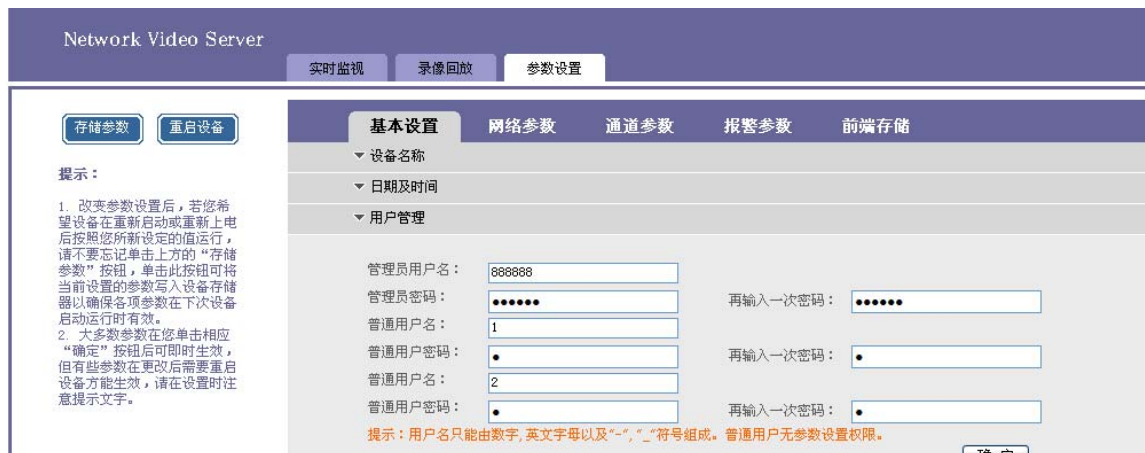 Network Video Server
实时监视 录像回放 参数设置
存储参数 重启设备
基本设置 网络参数 通道参数 报警参数 前端存储
设备名称
日期及时间
用户管理
提示：
1. 改变参数设置后，若您希
望设备在重新启动或重新上电
后按照您所新设定的值运行，
请不要忘记单击上方的“存储
参数”按钮，单击此按钮可将
当前设置的参数写入设备存储
器以确保各项参数在下次设备
启动运行时有效。
2. 大多数参数在您单击相应
“确定”按钮后可即时生效，
但有些参数在更改后需要重启
设备方能生效，请在设置时注
意提示文字。
管理员用户名： 888888
管理员密码： ●●●●●● 再输入一次密码： ●●●●●●
普通用户名： 1
普通用户密码： ● 再输入一次密码： ●
普通用户名： 2
普通用户密码： ● 再输入一次密码： ●
提示：用户名只能由数字,英文字母以及"-","_"符号组成。普通用户无参数设置权限。
确 定